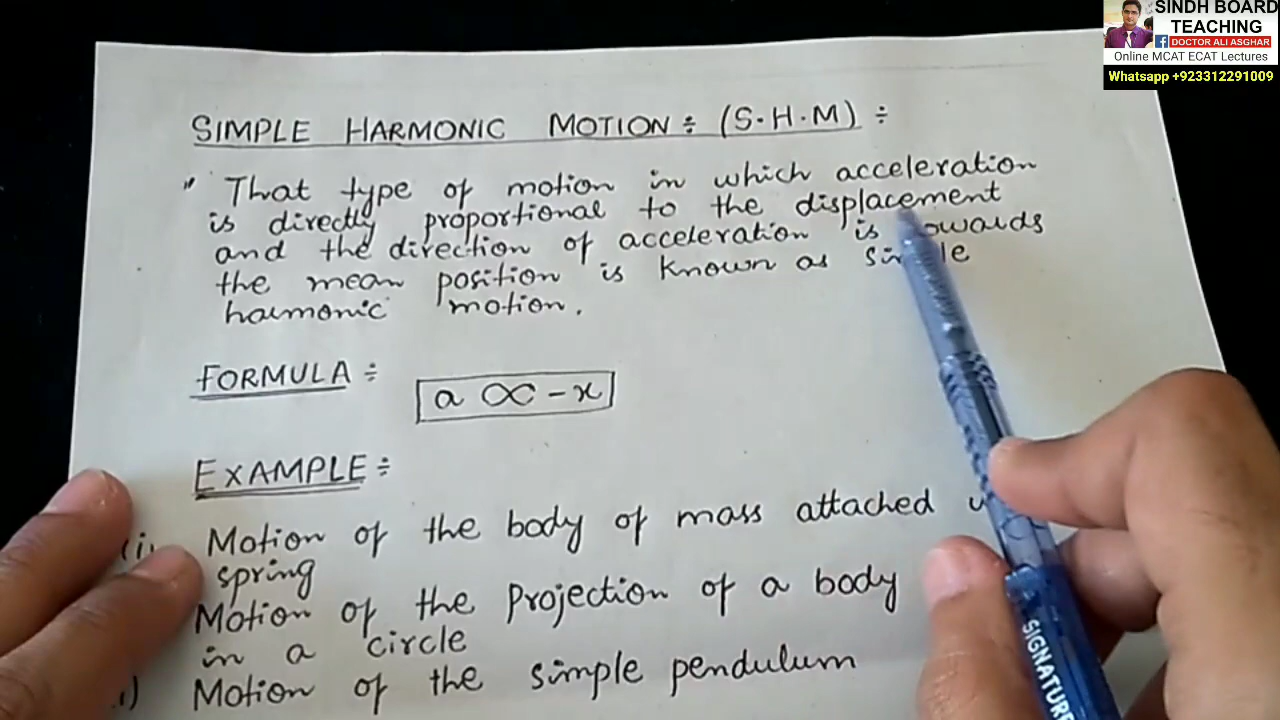 SINDH BOARD
TEACHING
f DOCTOR ALI ASGHAR
Online MCAT ECAT Lectures
Whatsapp +923312291009
SIMPLE HARMONIC MOTION÷ (S.H.M) ÷
" That type of motion in which acceleration
is directly proportional to the displacement
and the direction of acceleration is towards
the mean position is known as simple
harmonic motion.
FORMULA ÷ a ∝ -x
EXAMPLE ÷
(i) Motion of the body of mass attached
spring
Motion of the projection of a body
in a circle
Motion of the simple pendulum
SIGNATURE